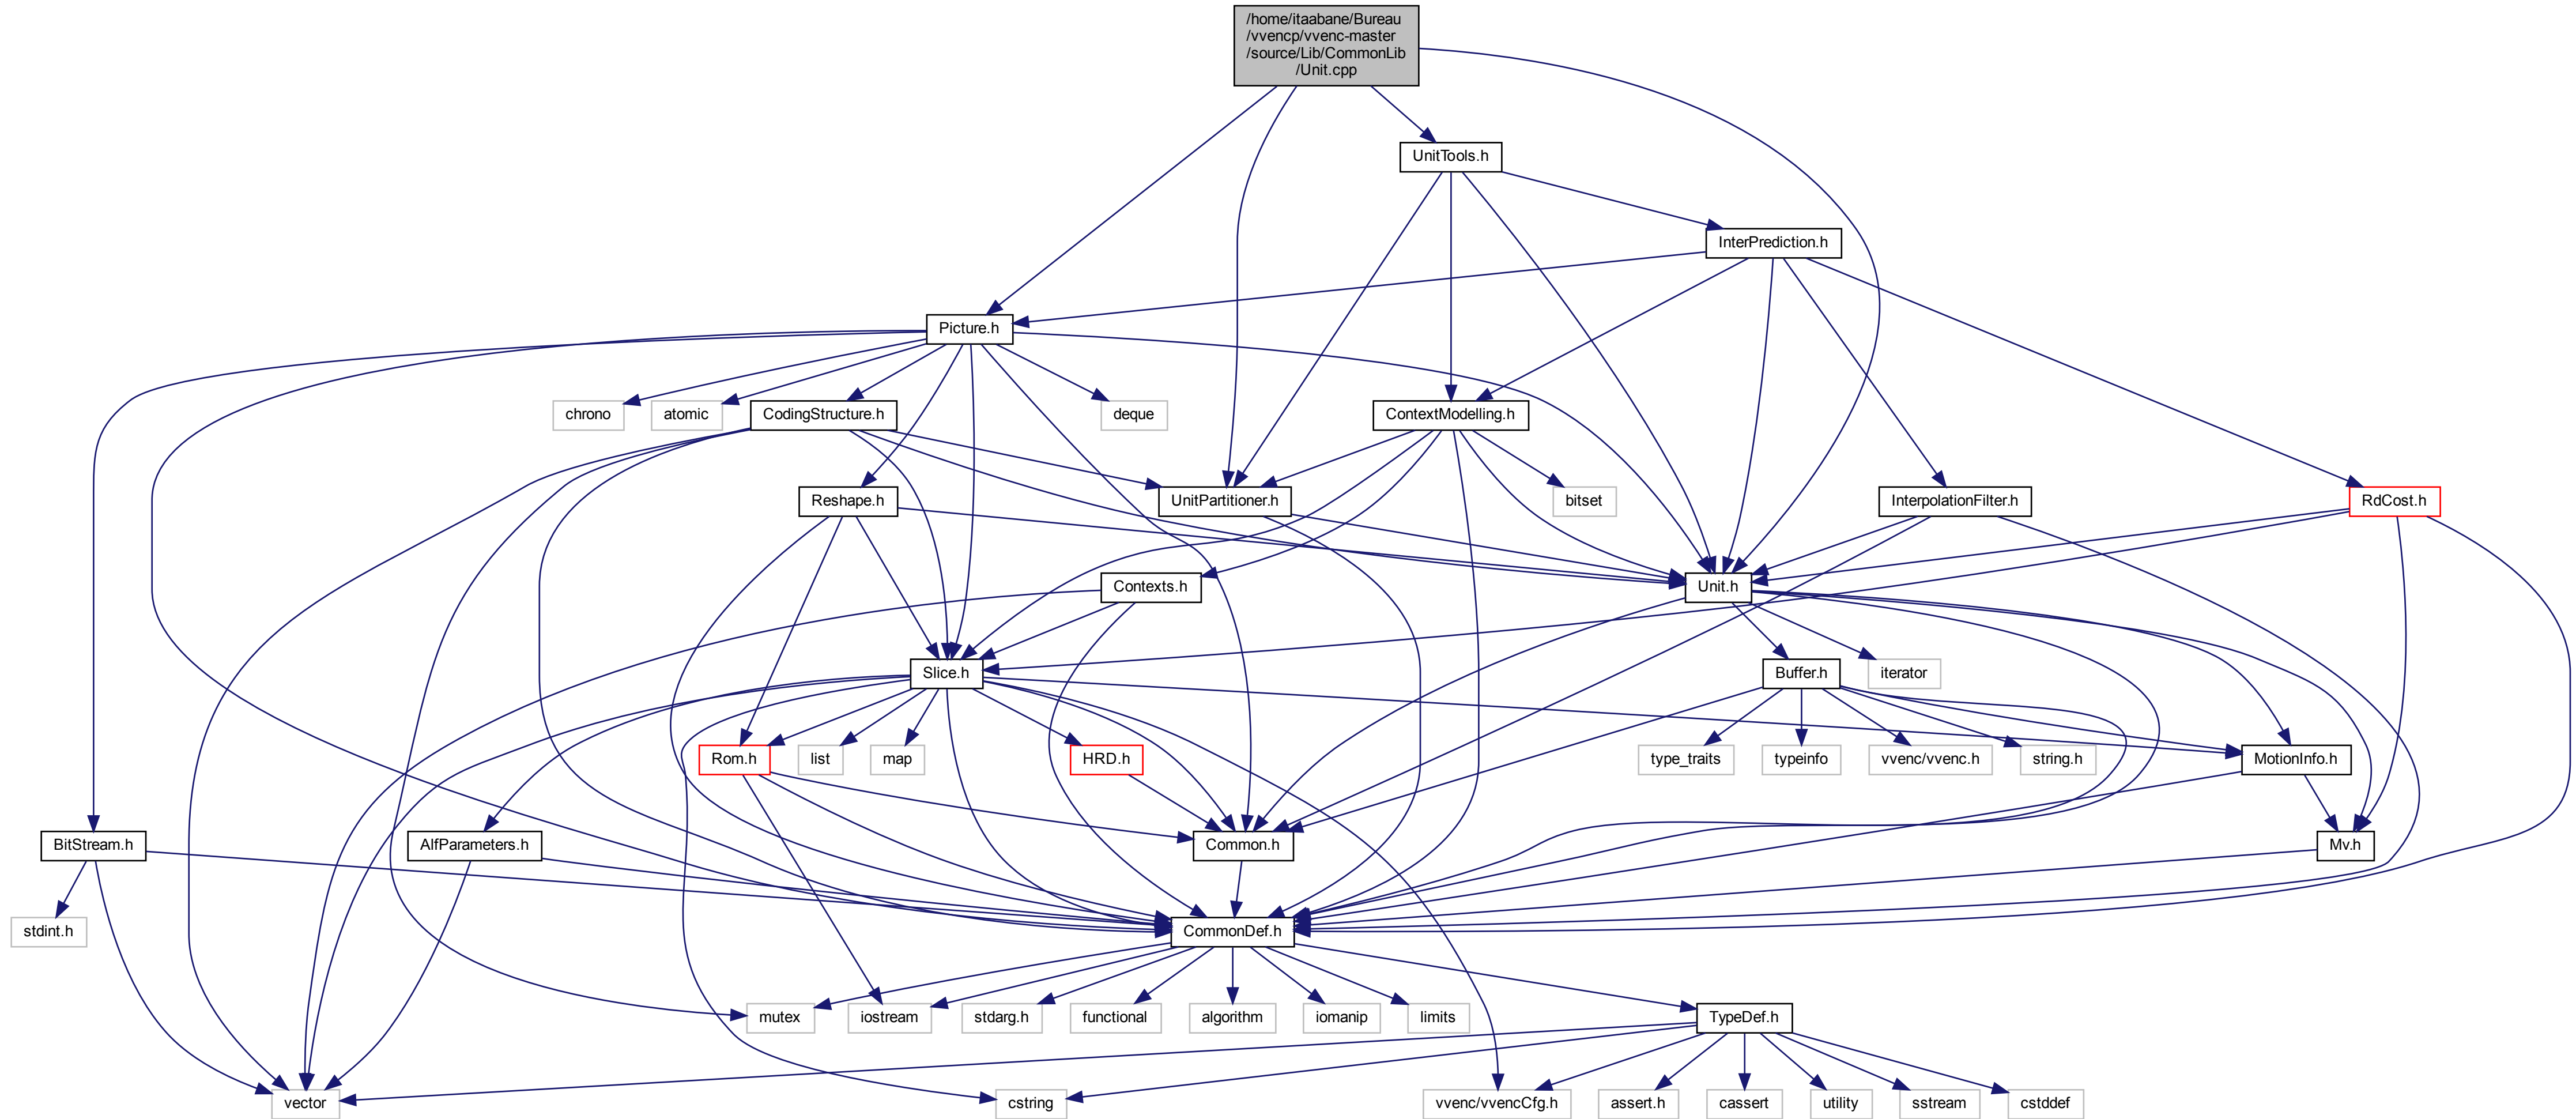 /home/itaabane/Bureau
/vvencp/vvenc-master
/source/Lib/CommonLib
/Unit.cpp
UnitTools.h
InterPrediction.h
Picture.h
chrono
atomic
CodingStructure.h
deque
ContextModelling.h
Reshape.h
UnitPartitioner.h
bitset
InterpolationFilter.h
RdCost.h
Contexts.h
Unit.h
Slice.h
Buffer.h
iterator
Rom.h
list
map
HRD.h
type_traits
typeinfo
vvenc/vvenc.h
string.h
MotionInfo.h
BitStream.h
AlfParameters.h
Common.h
Mv.h
stdint.h
CommonDef.h
mutex
iostream
stdarg.h
functional
algorithm
iomanip
limits
TypeDef.h
vector
cstring
vvenc/vvencCfg.h
assert.h
cassert
utility
sstream
cstddef